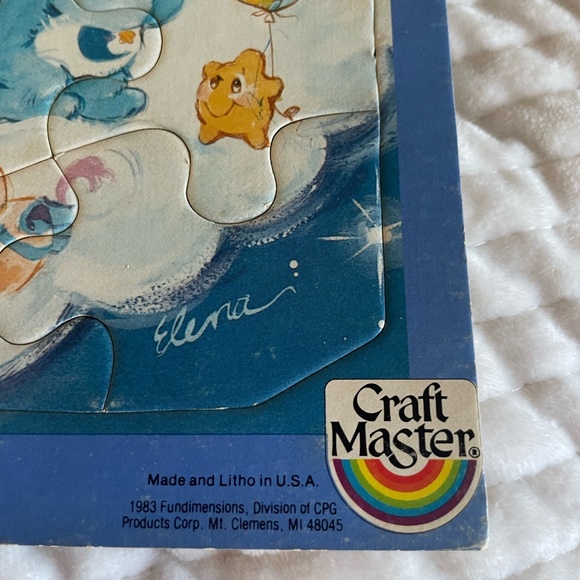 Elena
Craft
Master®
Made and Litho in U.S.A.
1983 Fundimensions, Division of CPG
Products Corp. Mt. Clemens, MI 48045